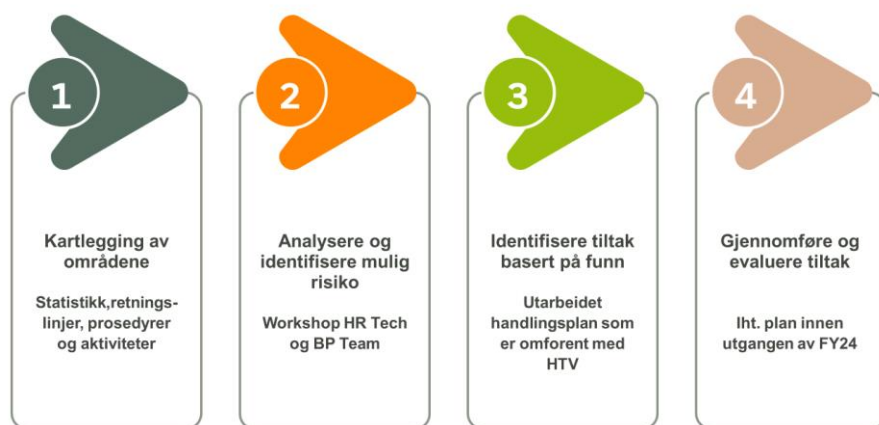 1
Kartlegging av
områdene
Statistikk,retnings-
linjer, prosedyrer
og aktiviteter
2
Analysere og
identifisere mulig
risiko
Workshop HR Tech
og BP Team
3
Identifisere tiltak
basert på funn
Utarbeidet
handlingsplan som
er omforent med
HTV
4
Gjennomføre og
evaluere tiltak
Iht. plan innen
utgangen av FY24